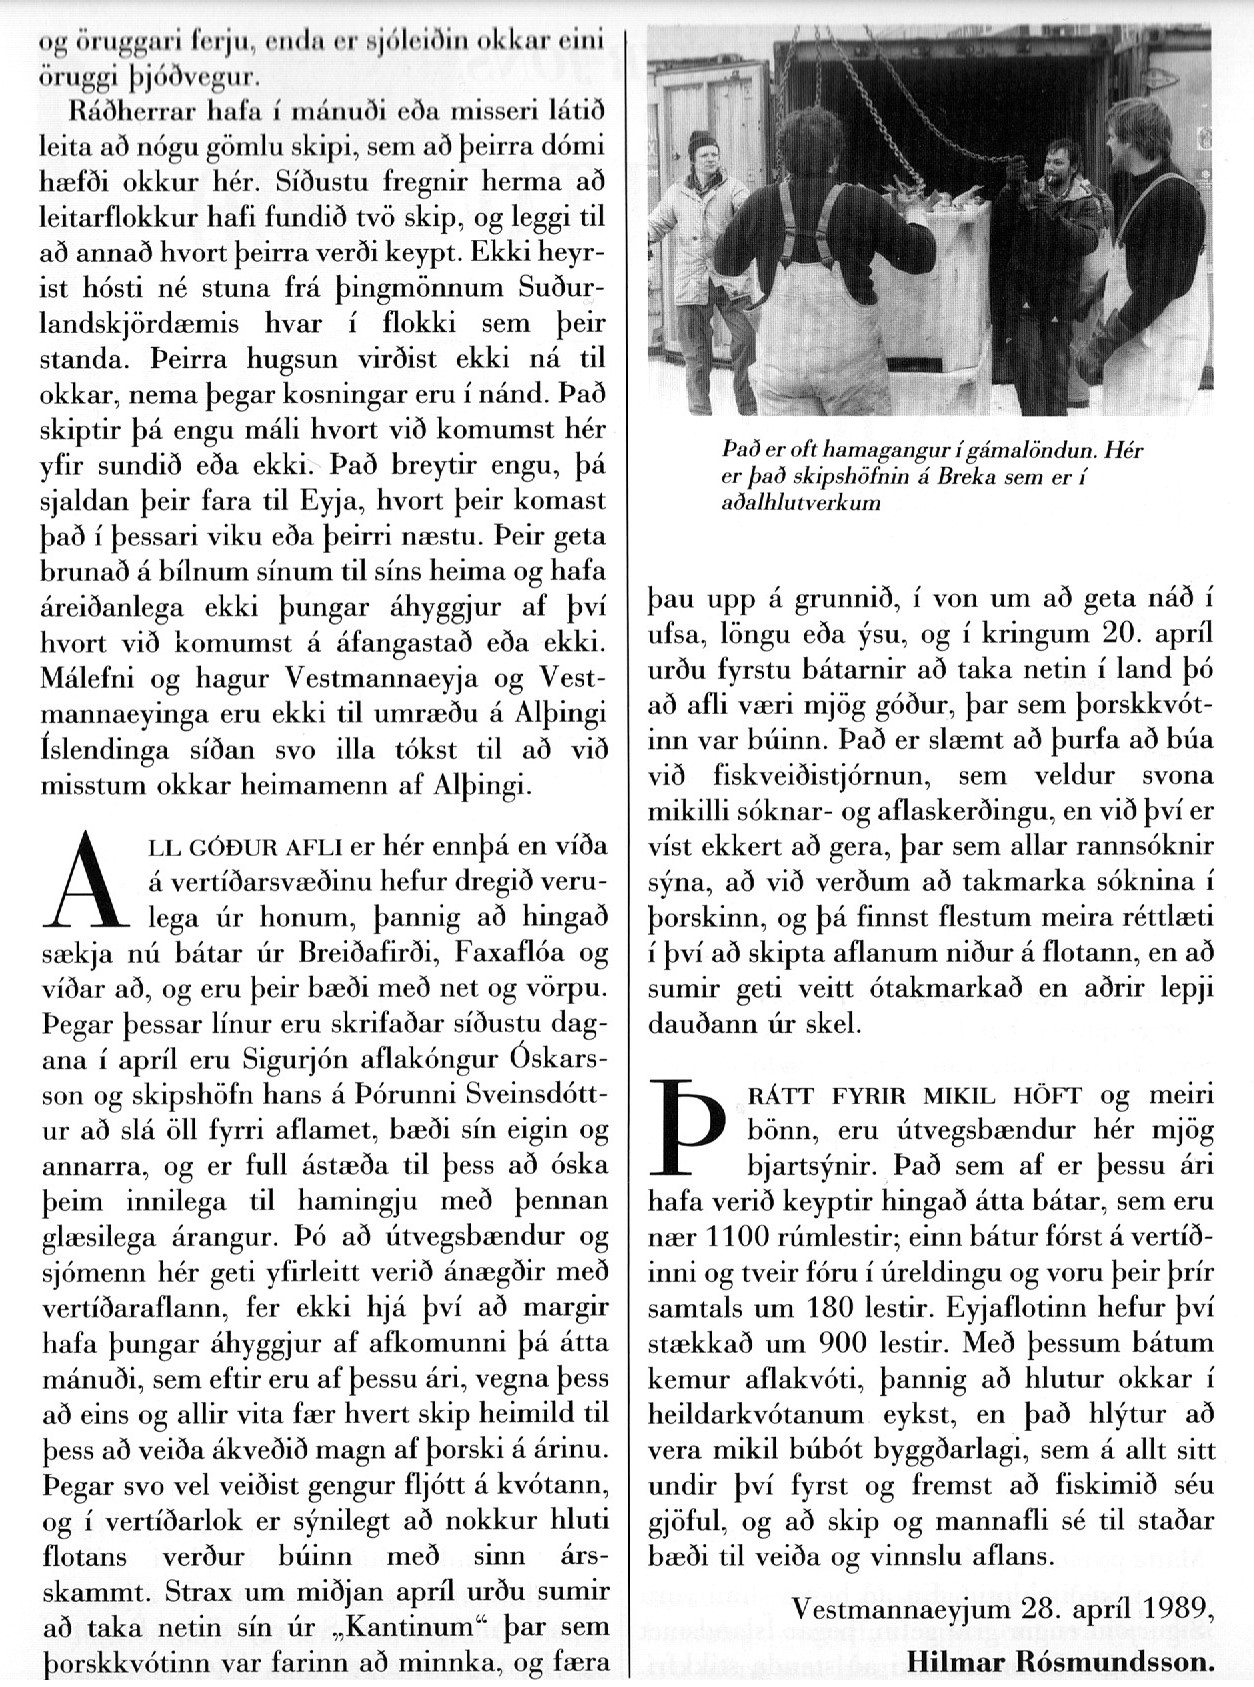 og öruggari ferju, enda er sjóleiðin okkar eini
öruggi þjóðvegur.
Ráðherrar hafa í mánuði eða misseri látið
leita að nógu gömlu skipi, sem að þeirra dómi
hæfði okkur hér. Síðustu fregnir herma að
leitarflokkur hafi fundið tvö skip, og leggi til
að annað hvort þeirra verði keypt. Ekki heyr-
ist hósti né stuna frá þingmönnum Suður-
landskjördæmis hvar í flokki sem þeir
standa. Þeirra hugsun virðist ekki ná til
okkar, nema þegar kosningar eru í nánd. Það
skiptir þá engu máli hvort við komumst hér
yfir sundið eða ekki. Það breytir engu, þá
sjaldan þeir fara til Eyja, hvort þeir komast
það í þessari viku eða þeirri næstu. Þeir geta
brunað á bílnum sínum til síns heima og hafa
áreiðanlega ekki þungar áhyggjur af því
hvort við komumst á áfangastað eða ekki.
Málefni og hagur Vestmannaeyja og Vest-
mannaeyinga eru ekki til umræðu á Alþingi
Íslendinga síðan svo illa tókst til að við
misstum okkar heimamenn af Alþingi.
ALL GÓÐUR AFLI er hér ennþá en víða
á vertíðarsvæðinu hefur dregið veru-
lega úr honum, þannig að hingað
sækja nú bátar úr Breiðafirði, Faxaflóa og
víðar að, og eru þeir bæði með net og vörpu.
Þegar þessar línur eru skrifaðar síðustu dag-
ana í apríl eru Sigurjón aflakóngur Óskars-
son og skipshöfn hans á Þórunni Sveinsdótt-
ur að slá öll fyrri aflamet, bæði sín eigin og
annarra, og er full ástæða til þess að óska
þeim innilega til hamingju með þennan
glæsilega árangur. Þó að útvegsbændur og
sjómenn hér geti yfirleitt verið ánægðir með
vertíðaraflann, fer ekki hjá því að margir
hafa þungar áhyggjur af afkomunni þá átta
mánuði, sem eftir eru af þessu ári, vegna þess
að eins og allir vita fær hvert skip heimild til
þess að veiða ákveðið magn af þorski á árinu.
Þegar svo vel veiðist gengur fljótt á kvótann,
og í vertíðarlok er sýnilegt að nokkur hluti
flotans verður búinn með sinn árs-
skammt. Strax um miðjan apríl urðu sumir
að taka netin sín úr „Kantinum“ þar sem
þorskkvótinn var farinn að minnka, og færa
Það er oft hamagangur í gámalöndun. Hér
er það skipshöfnin á Breka sem er í
aðalhlutverkum
þau upp á grunnið, í von um að geta náð í
ufsa, löngu eða ýsu, og í kringum 20. apríl
urðu fyrstu bátarnir að taka netin í land þó
að afli væri mjög góður, þar sem þorskkvót-
inn var búinn. Það er slæmt að þurfa að búa
við fiskveiðistjórnun, sem veldur svona
mikilli sóknar- og aflaskerðingu, en við því er
víst ekkert að gera, þar sem allar rannsóknir
sýna, að við verðum að takmarka sóknina í
þorskinn, og þá finnst flestum meira réttlæti
í því að skipta aflanum niður á flotann, en að
sumir geti veitt ótakmarkað en aðrir lepji
dauðann úr skel.
ÞRÁTT FYRIR MIKIL HÖFT og meiri
bönn, eru útvegsbændur hér mjög
bjartsýnir. Það sem af er þessu ári
hafa verið keyptir hingað átta bátar, sem eru
nær 1100 rúmlestir; einn bátur fórst á vertíð-
inni og tveir fóru í úreldingu og voru þeir þrír
samtals um 180 lestir. Eyjaflotinn hefur því
stækkað um 900 lestir. Með þessum bátum
kemur aflakvóti, þannig að hlutur okkar í
heildarkvótanum eykst, en það hlýtur að
vera mikil búbót byggðarlagi, sem á allt sitt
undir því fyrst og fremst að fiskimið séu
gjöful, og að skip og mannafli sé til staðar
bæði til veiða og vinnslu aflans.
Vestmannaeyjum 28. apríl 1989,
Hilmar Rósmundsson.